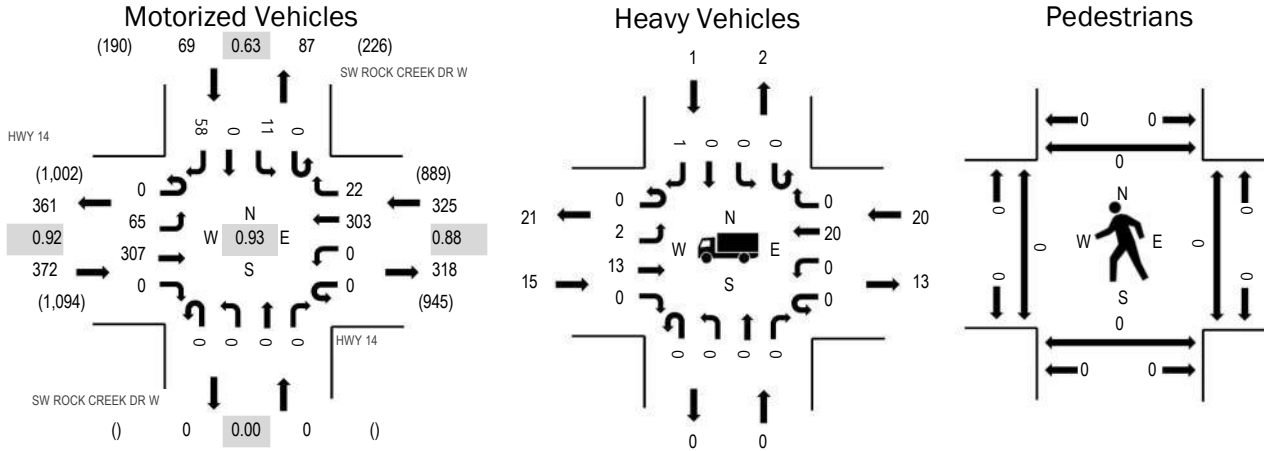 Motorized Vehicles
(190) 69 0.63 87 (226)
SW ROCK CREEK DR W
HWY 14
58 0 11 0
(1,002) 0 22 (889)
361 65 303 325
0.92 N 0.88
W 0.93 E
S
372 307 0 318
(1,094) 0 0 (945)
0 0 0 0
HWY 14
SW ROCK CREEK DR W
() 0 0.00 0 ()
Heavy Vehicles
1 2
1 0 0 0
0 0
21 2 20 20
N
W E
S
15 13 0 13
0 0
0 0 0 0
0 0
Pedestrians
0 0
0
N
0 0
W E
0 0
0 0
S
0
0 0